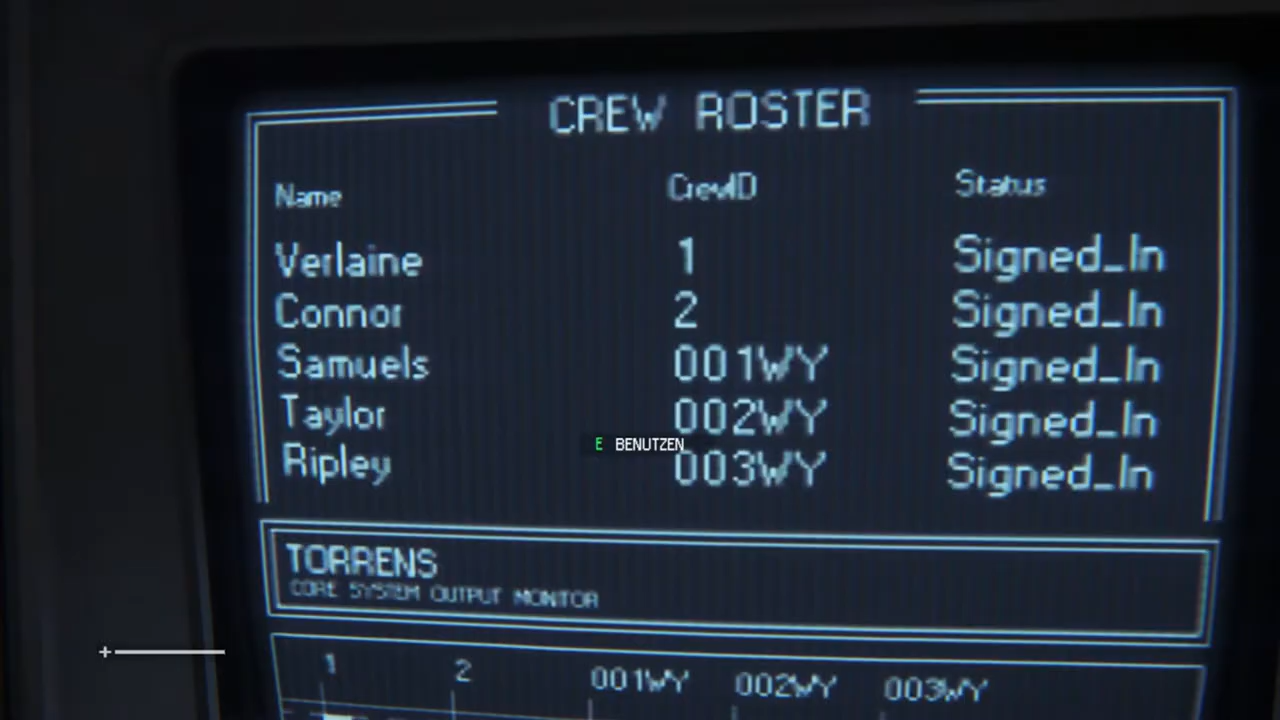 CREW ROSTER
Name CrewID Status
Verlaine 1 Signed_In
Connor 2 Signed_In
Samuels 001WY Signed_In
Taylor 002WY Signed_In
E BENUTZEN
Ripley 003WY Signed_In
TORRENS
CORE SYSTEM OUTPUT MONITOR
1 2 001WY 002WY 003WY